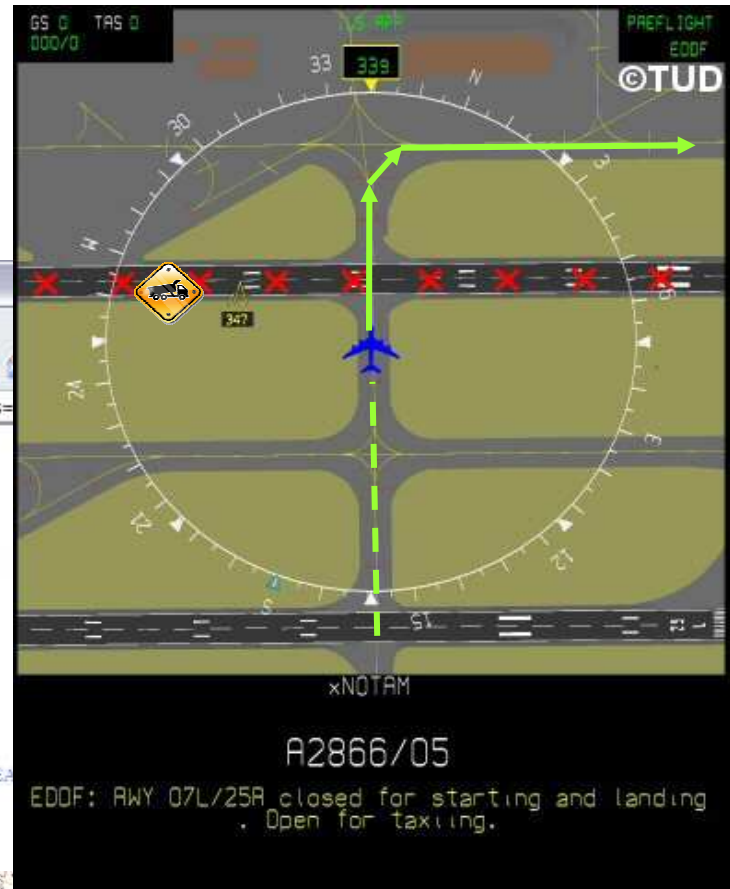 GS 0 TAS 0
000/0
PREFLIGHT
EDDF
©TUD
33
339
N
30
3
W
347
24
E
21
12
S
15
xNOTAM
A2866/05
EDDF: RWY 07L/25R closed for starting and landing
. Open for taxiing.